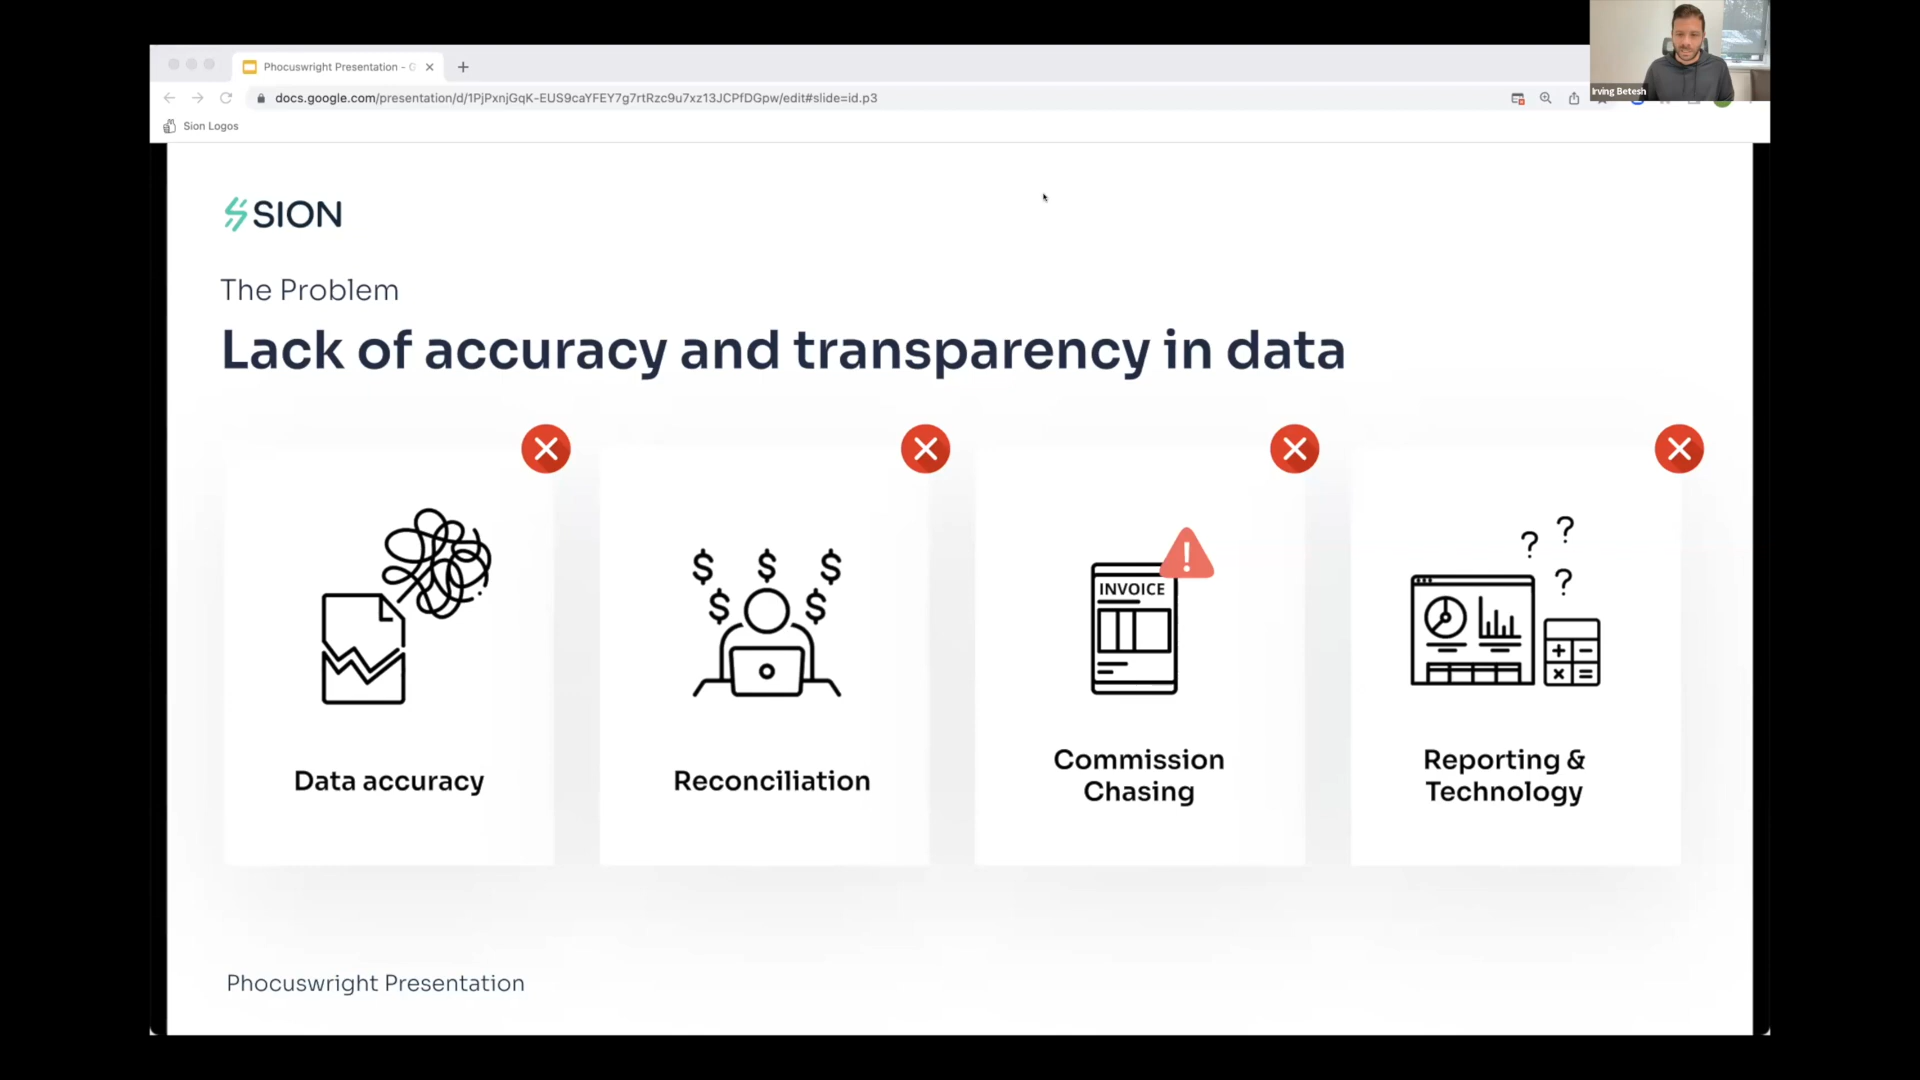 Phocuswright Presentation - G
docs.google.com/presentation/d/1PjPxnjGqK-EUS9caYFEY7g7rtRzc9u7xz13JCPfDGpw/edit#slide=id.p3
Irving Betesh
Sion Logos
SION
The Problem
Lack of accuracy and transparency in data
$ $ $
$ $
INVOICE
!
? ?
?
+ -
x =
Data accuracy
Reconciliation
Commission
Chasing
Reporting &
Technology
Phocuswright Presentation